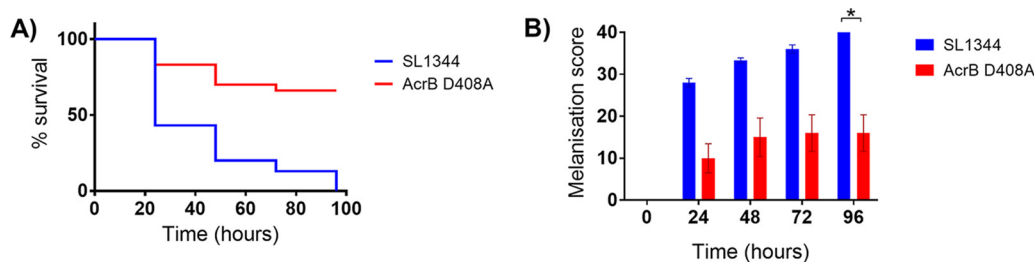 A)
% survival
100
50
0
0 20 40 60 80 100
Time (hours)
SL1344
AcrB D408A
B)
Melanisation score
40
30
20
10
0
*
0 24 48 72 96
Time (hours)
SL1344
AcrB D408A